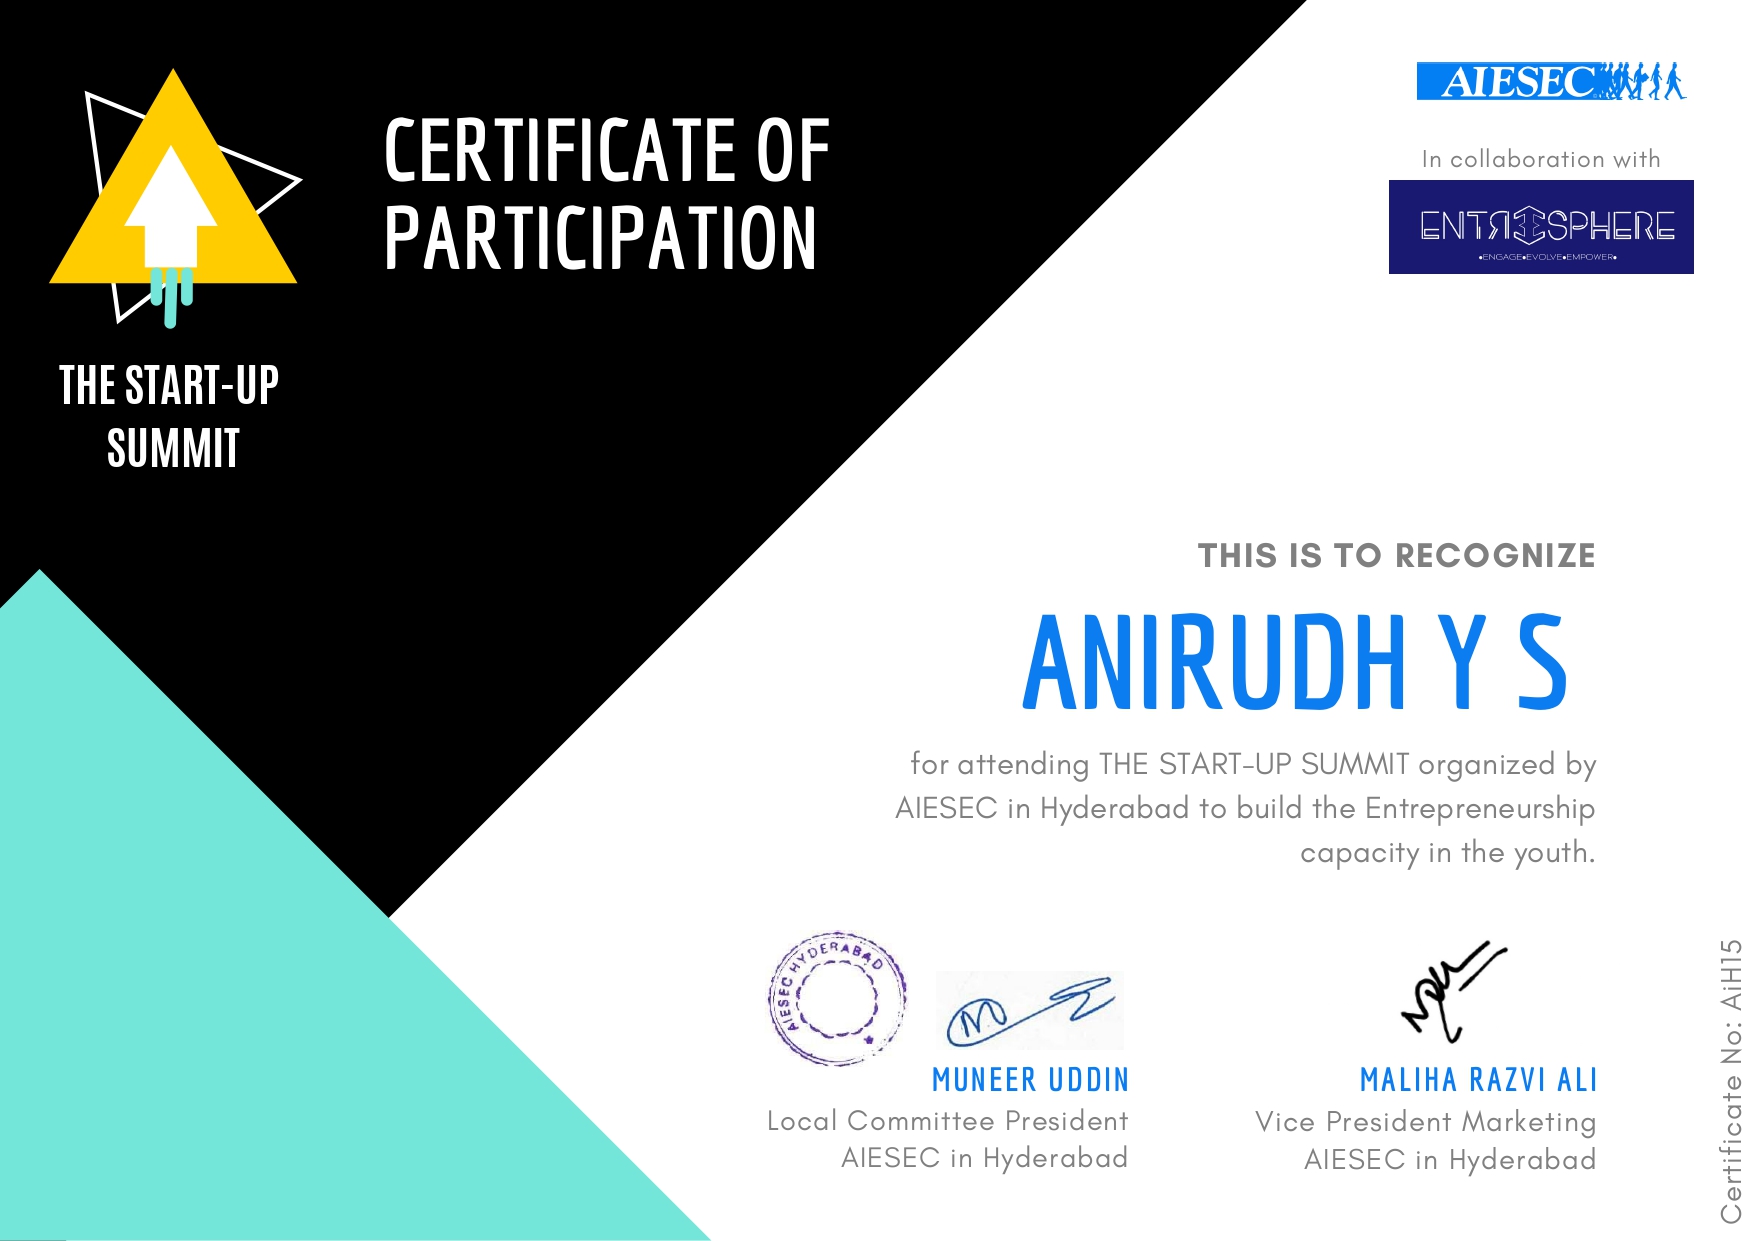 CERTIFICATE OF
PARTICIPATION
THE START-UP
SUMMIT
AIESEC
In collaboration with
ENTRESPHERE
•ENGAGE•EVOLVE•EMPOWER•
THIS IS TO RECOGNIZE
ANIRUDH Y S
for attending THE START-UP SUMMIT organized by
AIESEC in Hyderabad to build the Entrepreneurship
capacity in the youth.
AIESEC HYDERABAD
MUNEER UDDIN
Local Committee President
AIESEC in Hyderabad
MALIHA RAZVI ALI
Vice President Marketing
AIESEC in Hyderabad
Certificate No: AiH15